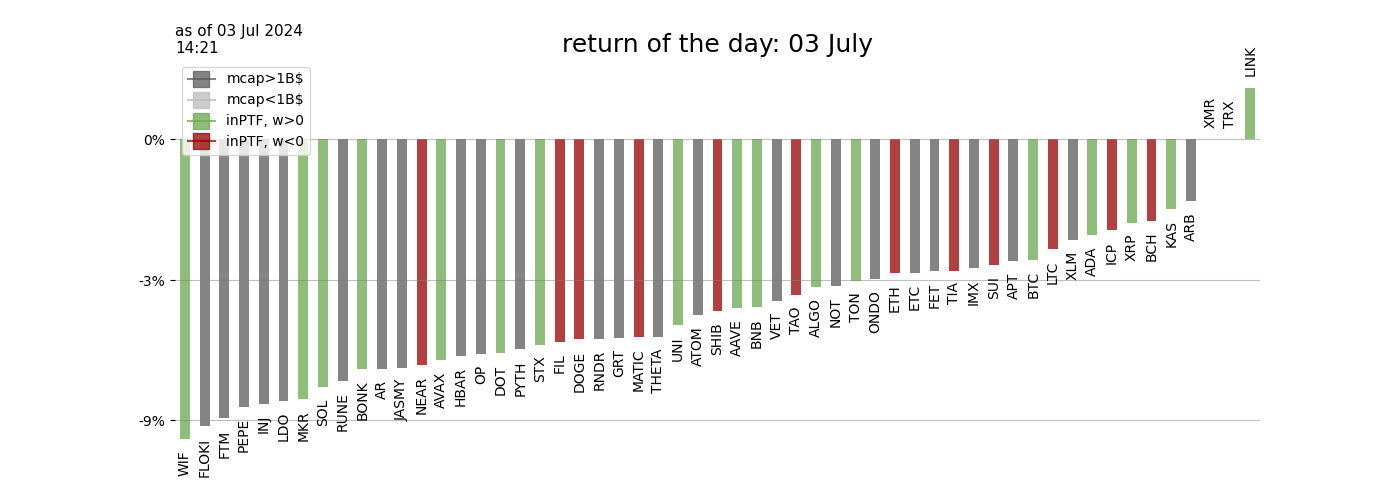 as of 03 Jul 2024
14:21
return of the day: 03 July
mcap>1B$
mcap<1B$
inPTF, w>0
inPTF, w<0
0%
-3%
-9%
WIF
FLOKI
FTM
PEPE
INJ
LDO
MKR
SOL
RUNE
BONK
AR
JASMY
NEAR
AVAX
HBAR
OP
DOT
PYTH
STX
FIL
DOGE
RNDR
GRT
MATIC
THETA
UNI
ATOM
SHIB
AAVE
BNB
VET
TAO
ALGO
NOT
TON
ONDO
ETH
ETC
FET
TIA
IMX
SUI
APT
BTC
LTC
XLM
ADA
ICP
XRP
BCH
KAS
ARB
XMR
TRX
LINK